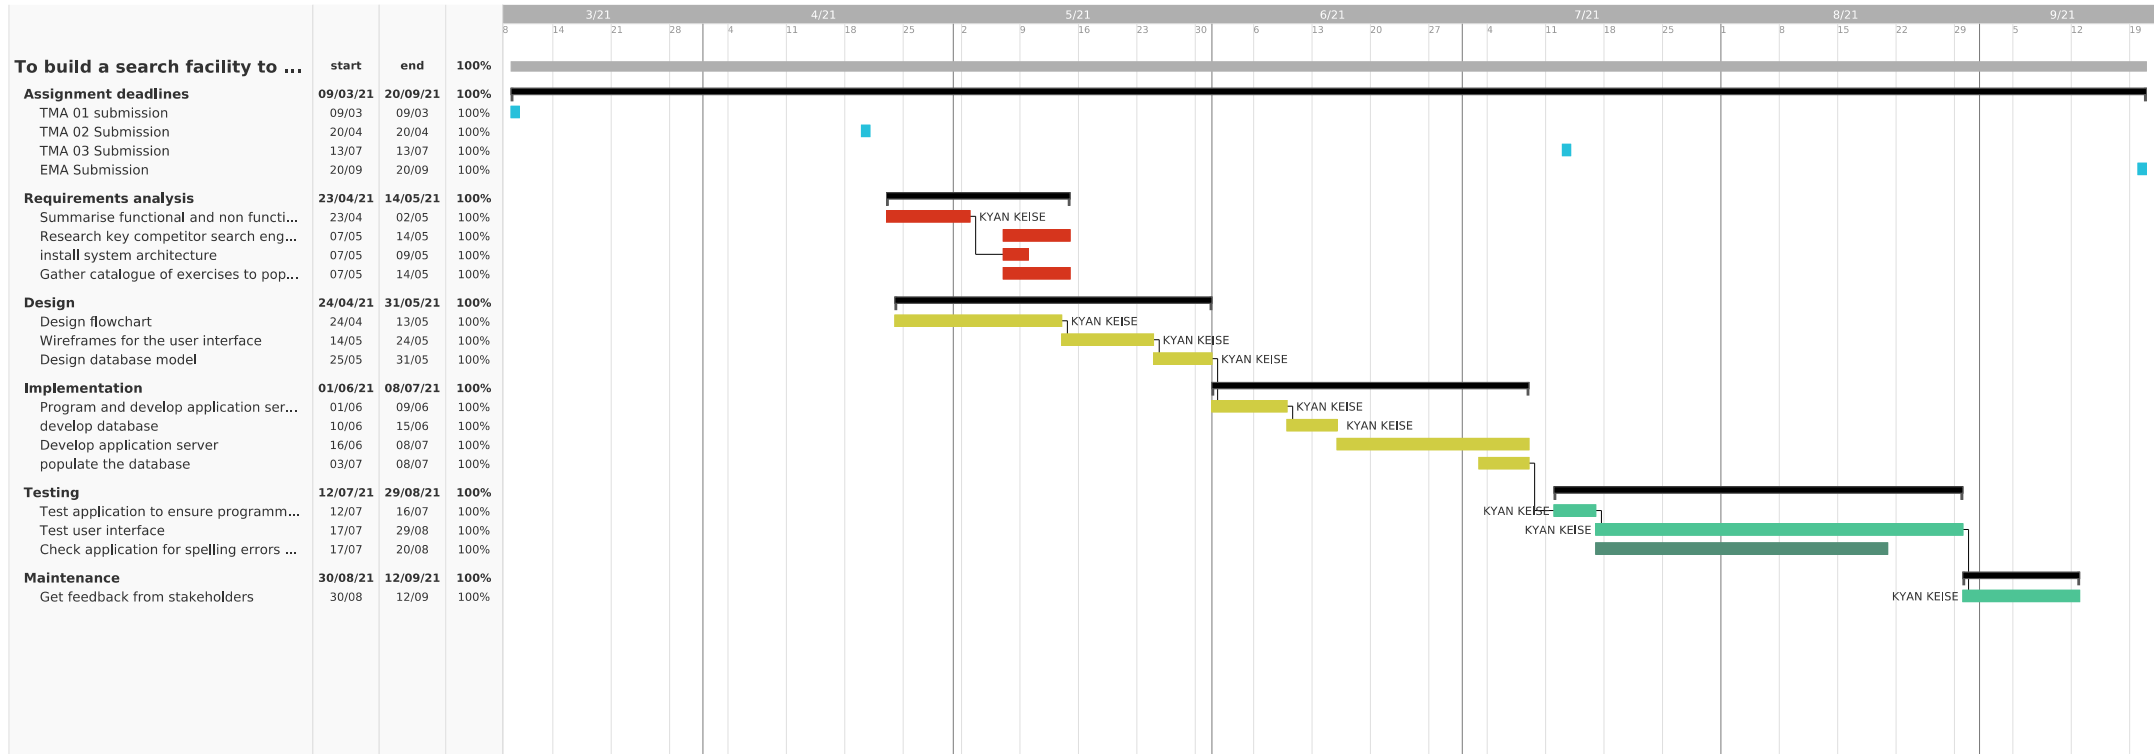 3/21 4/21 5/21 6/21 7/21 8/21 9/21
8 14 21 28 4 11 18 25 2 9 16 23 30 6 13 20 27 4 11 18 25 1 8 15 22 29 5 12 19
To build a search facility to ... start end 100%
Assignment deadlines 09/03/21 20/09/21 100%
TMA 01 submission 09/03 09/03 100%
TMA 02 Submission 20/04 20/04 100%
TMA 03 Submission 13/07 13/07 100%
EMA Submission 20/09 20/09 100%
Requirements analysis 23/04/21 14/05/21 100%
Summarise functional and non functi... 23/04 02/05 100% KYAN KEISE
Research key competitor search eng... 07/05 14/05 100%
install system architecture 07/05 09/05 100%
Gather catalogue of exercises to pop... 07/05 14/05 100%
Design 24/04/21 31/05/21 100%
Design flowchart 24/04 13/05 100% KYAN KEISE
Wireframes for the user interface 14/05 24/05 100% KYAN KEISE
Design database model 25/05 31/05 100% KYAN KEISE
Implementation 01/06/21 08/07/21 100%
Program and develop application ser... 01/06 09/06 100% KYAN KEISE
develop database 10/06 15/06 100% KYAN KEISE
Develop application server 16/06 08/07 100%
populate the database 03/07 08/07 100%
Testing 12/07/21 29/08/21 100%
Test application to ensure programm... 12/07 16/07 100% KYAN KEISE
Test user interface 17/07 29/08 100% KYAN KEISE
Check application for spelling errors ... 17/07 20/08 100%
Maintenance 30/08/21 12/09/21 100%
Get feedback from stakeholders 30/08 12/09 100% KYAN KEISE